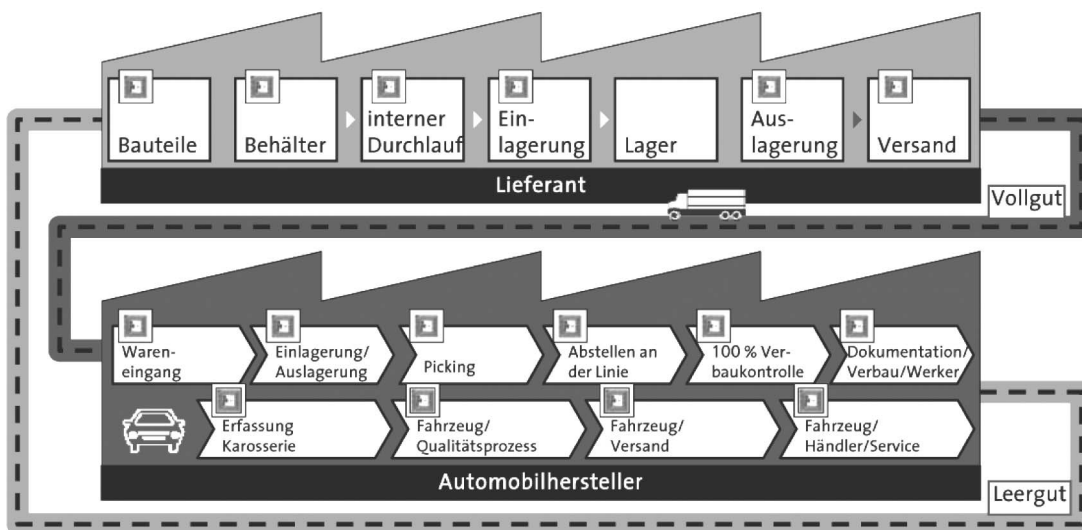 Bauteile
Behälter
interner
Durchlauf
Ein-
lagerung
Lager
Aus-
lagerung
Versand
Lieferant
Vollgut
Waren-
eingang
Einlagerung/
Auslagerung
Picking
Abstellen an
der Linie
100 % Ver-
baukontrolle
Dokumentation/
Verbau/Werker
Erfassung
Karosserie
Fahrzeug/
Qualitätsprozess
Fahrzeug/
Versand
Fahrzeug/
Händler/Service
Automobilhersteller
Leergut